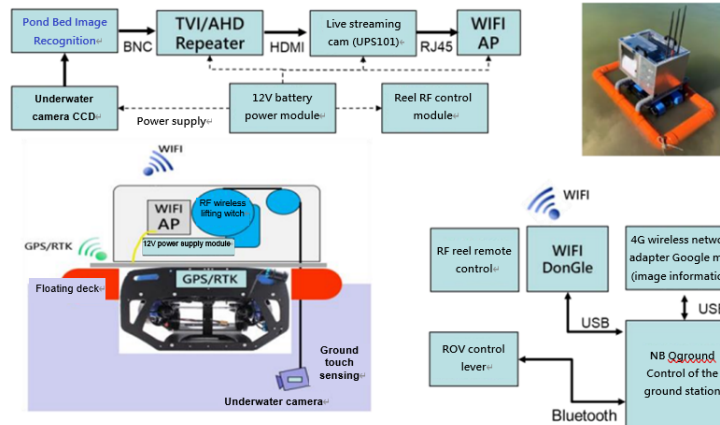 Pond Bed Image
Recognition
BNC
TVI/AHD
Repeater
HDMI
Live streaming
cam (UPS101)
RJ45
WIFI
AP
Underwater
camera CCD
Power supply
12V battery
power module
Reel RF control
module
WIFI
WIFI
AP
RF wireless
lifting witch
12V power supply module
GPS/RTK
GPS/RTK
Floating deck
Ground
touch
sensing
Underwater camera
WIFI
RF reel remote
control
WIFI
DonGle
4G wireless
adapter Google
(image
USB
ROV control
lever
NB Qground
Control of the
ground station
Bluetooth